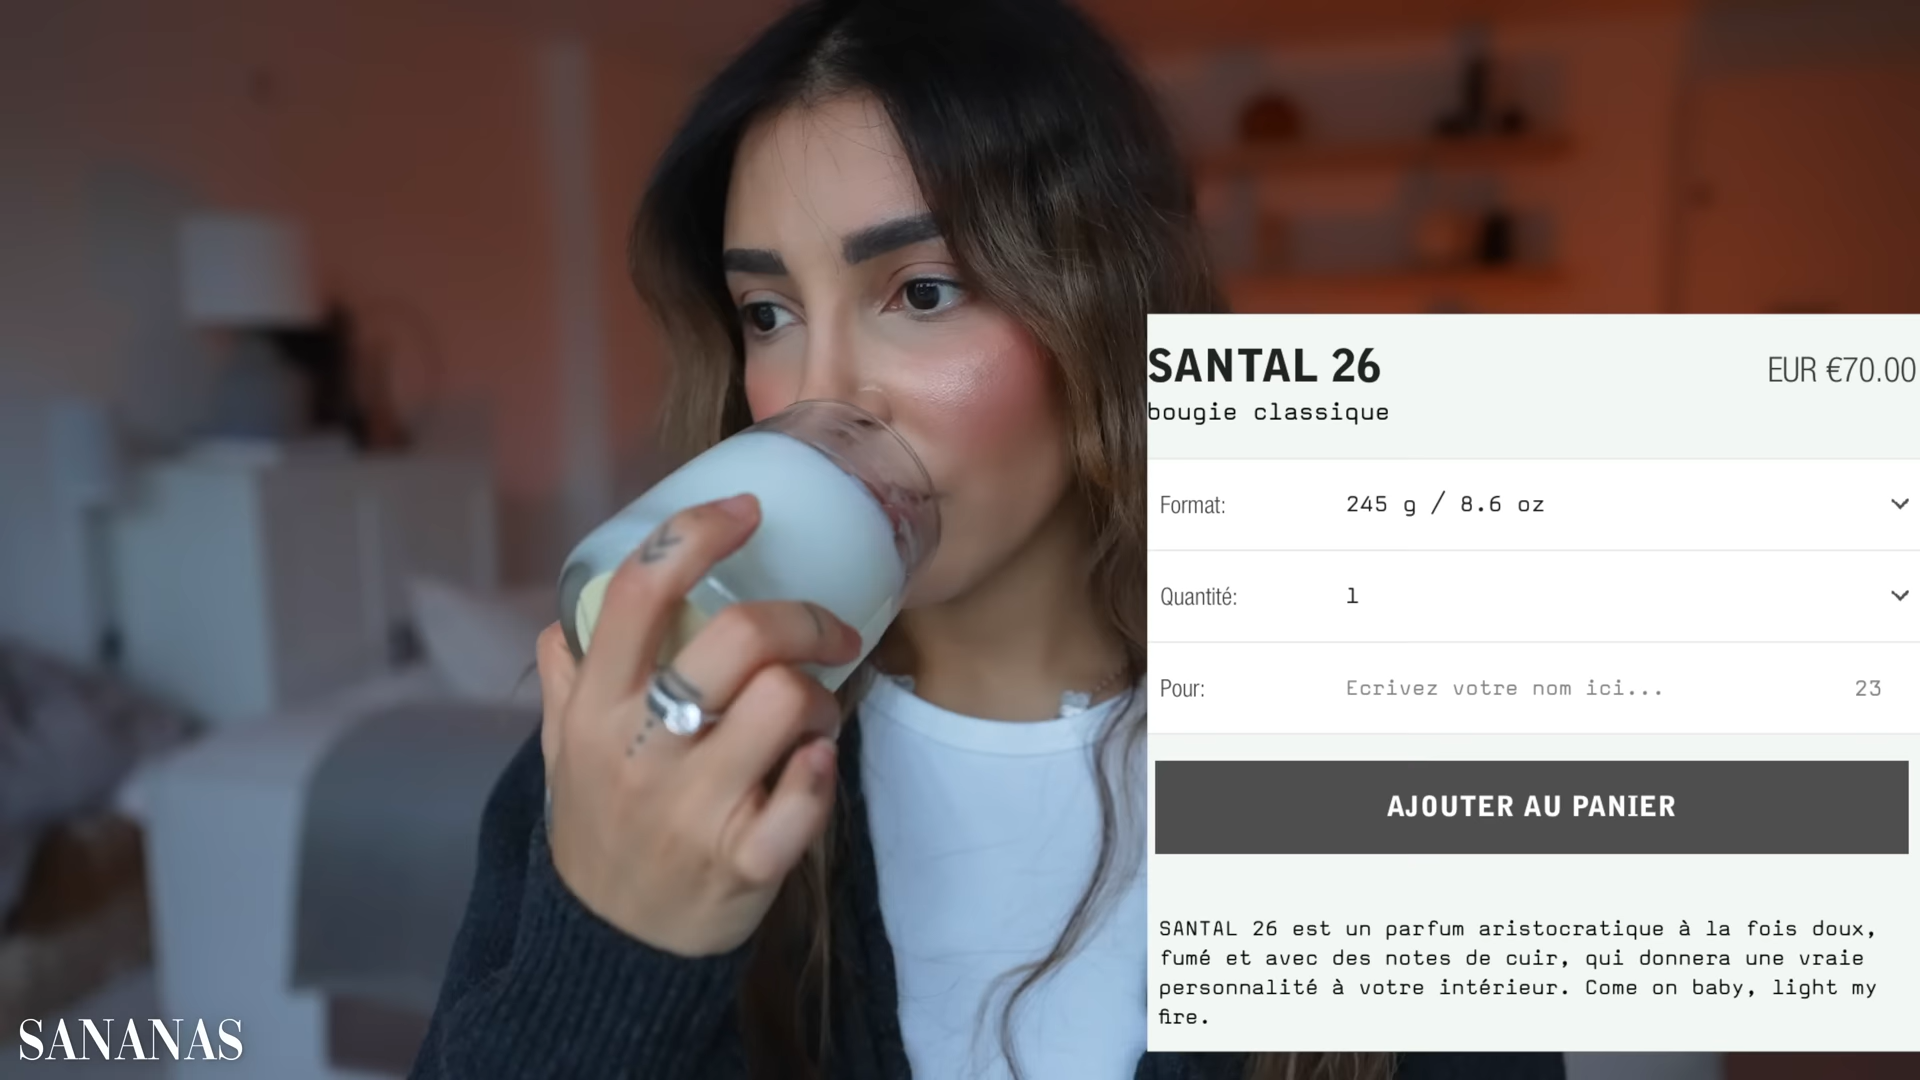 SANTAL 26
EUR €70.00
bougie classique
Format:
245 g / 8.6 oz
Quantité:
1
Pour:
Ecrivez votre nom ici...
23
AJOUTER AU PANIER
SANTAL 26 est un parfum aristocratique à la fois doux,
fumé et avec des notes de cuir, qui donnera une vraie
personnalité à votre intérieur. Come on baby, light my
fire.
SANANAS